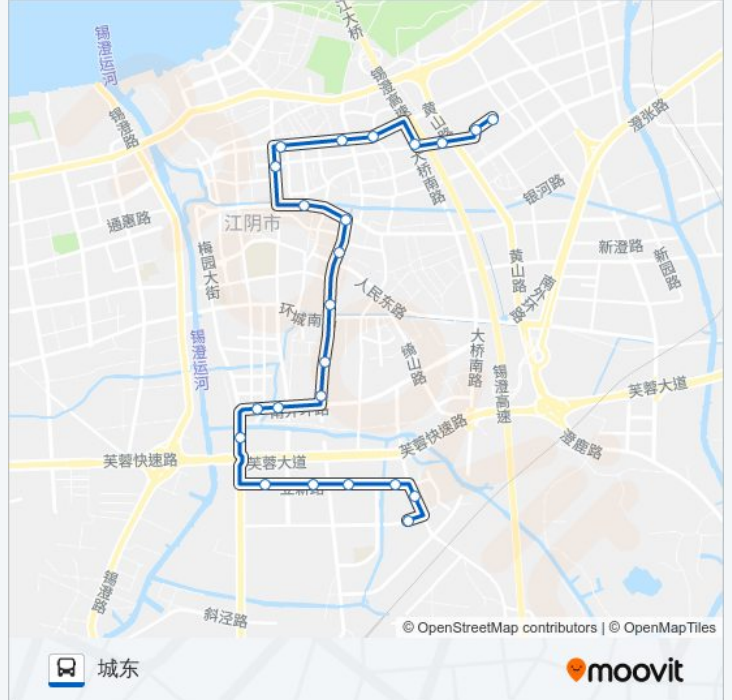 江大桥
锡澄运河
锡澄高速
黄山路
锡澄路
澄张路
大桥南路
银河路
通惠路
江阴市
新澄路
梅园大街
黄山路
新园路
人民东路
南外环路
环城南
锡澄运河
大桥南路
绮山路
锡澄高速
芙蓉大道
芙蓉快速路
澄鹿路
芙蓉快速路
芙蓉大道
锡澄路
斜泾路
© OpenStreetMap contributors | © OpenMapTiles
城东
moovit